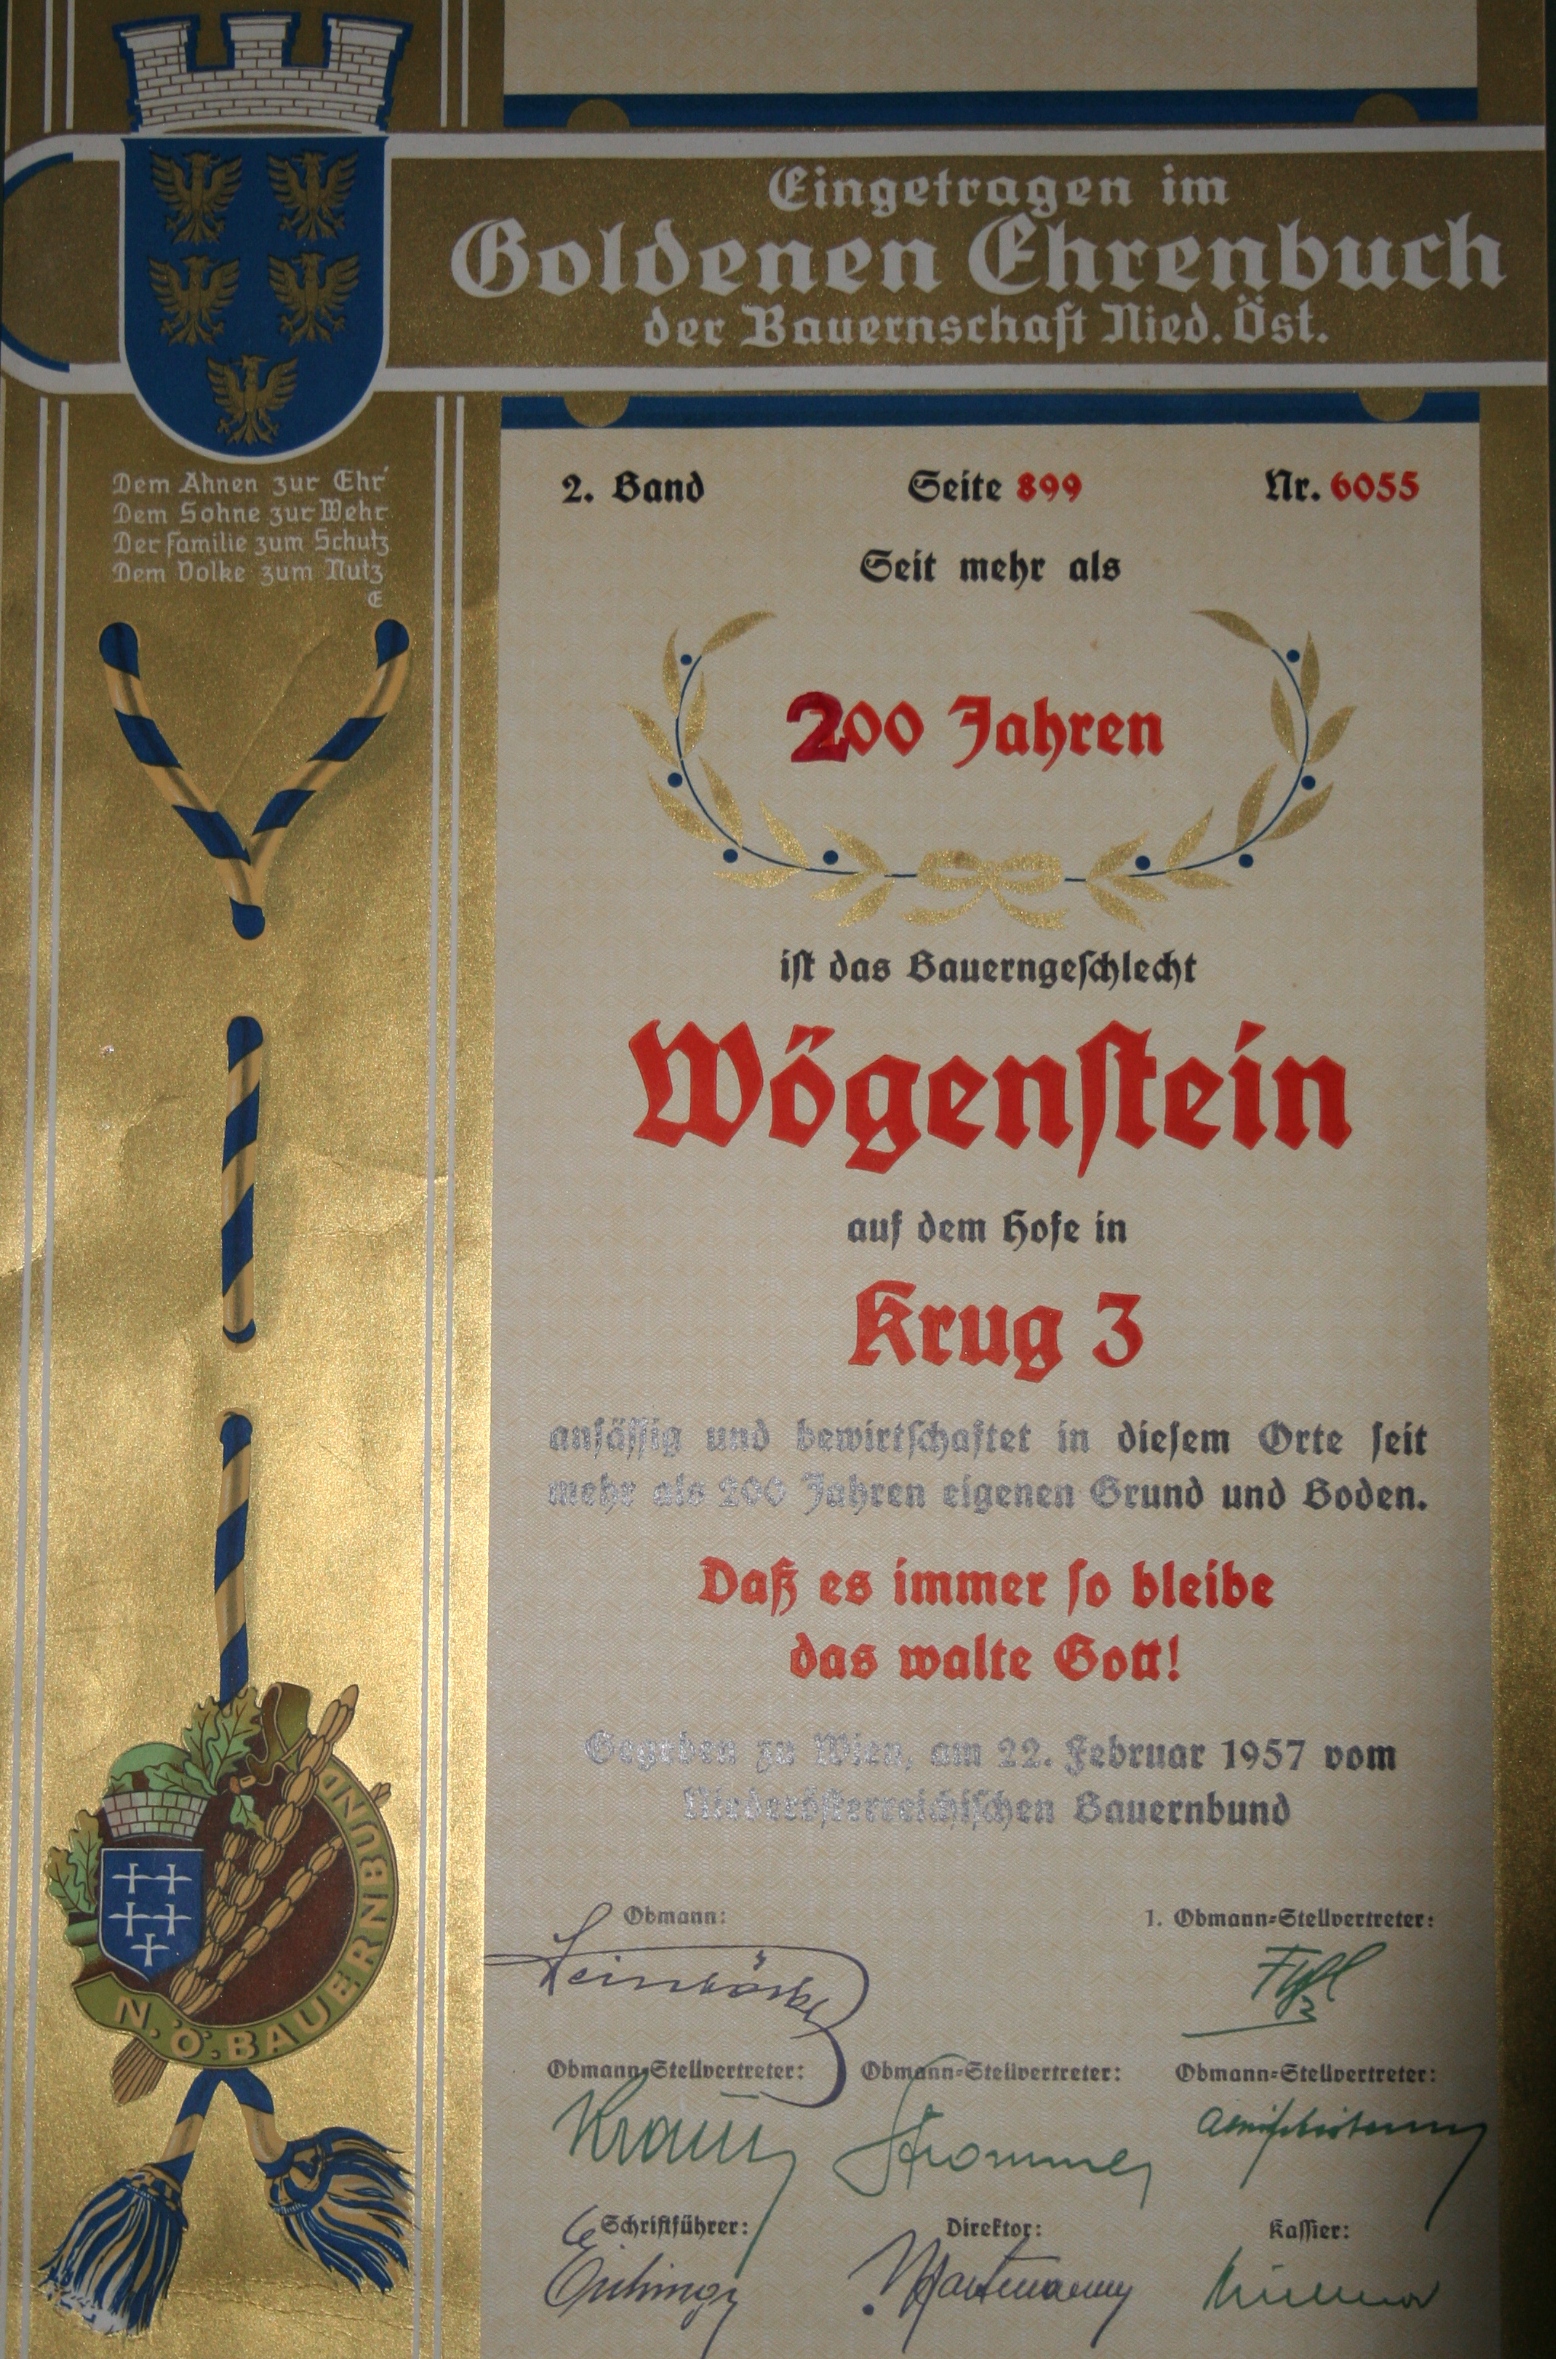 Eingetragen im
Goldenen Ehrenbuch
der Bauernschaft Nied. Öst.
Dem Ahnen zur Ehr'
Dem Sohne zur Wehr
Der Familie zum Schutz
Dem Volke zum Nutz
E
2. Band Seite 899 Nr. 6055
Seit mehr als
200 Jahren
ist das Bauerngeschlecht
Wögenstein
auf dem Hofe in
Krug 3
ansässig und bewirtschaftet in diesem Orte seit
mehr als 200 Jahren eigenen Grund und Boden.
Daß es immer so bleibe
das walte Gott!
Gegeben zu Wien, am 22. Februar 1957 vom
Niederösterreichischen Bauernbund
Obmann: 1. Obmann-Stellvertreter:
Figl
Obmann-Stellvertreter: Obmann-Stellvertreter: Obmann-Stellvertreter:
Kraus Strommer
Schriftführer: Direktor: Kassier:
Hartmann
N.Ö. BAUERNBUND